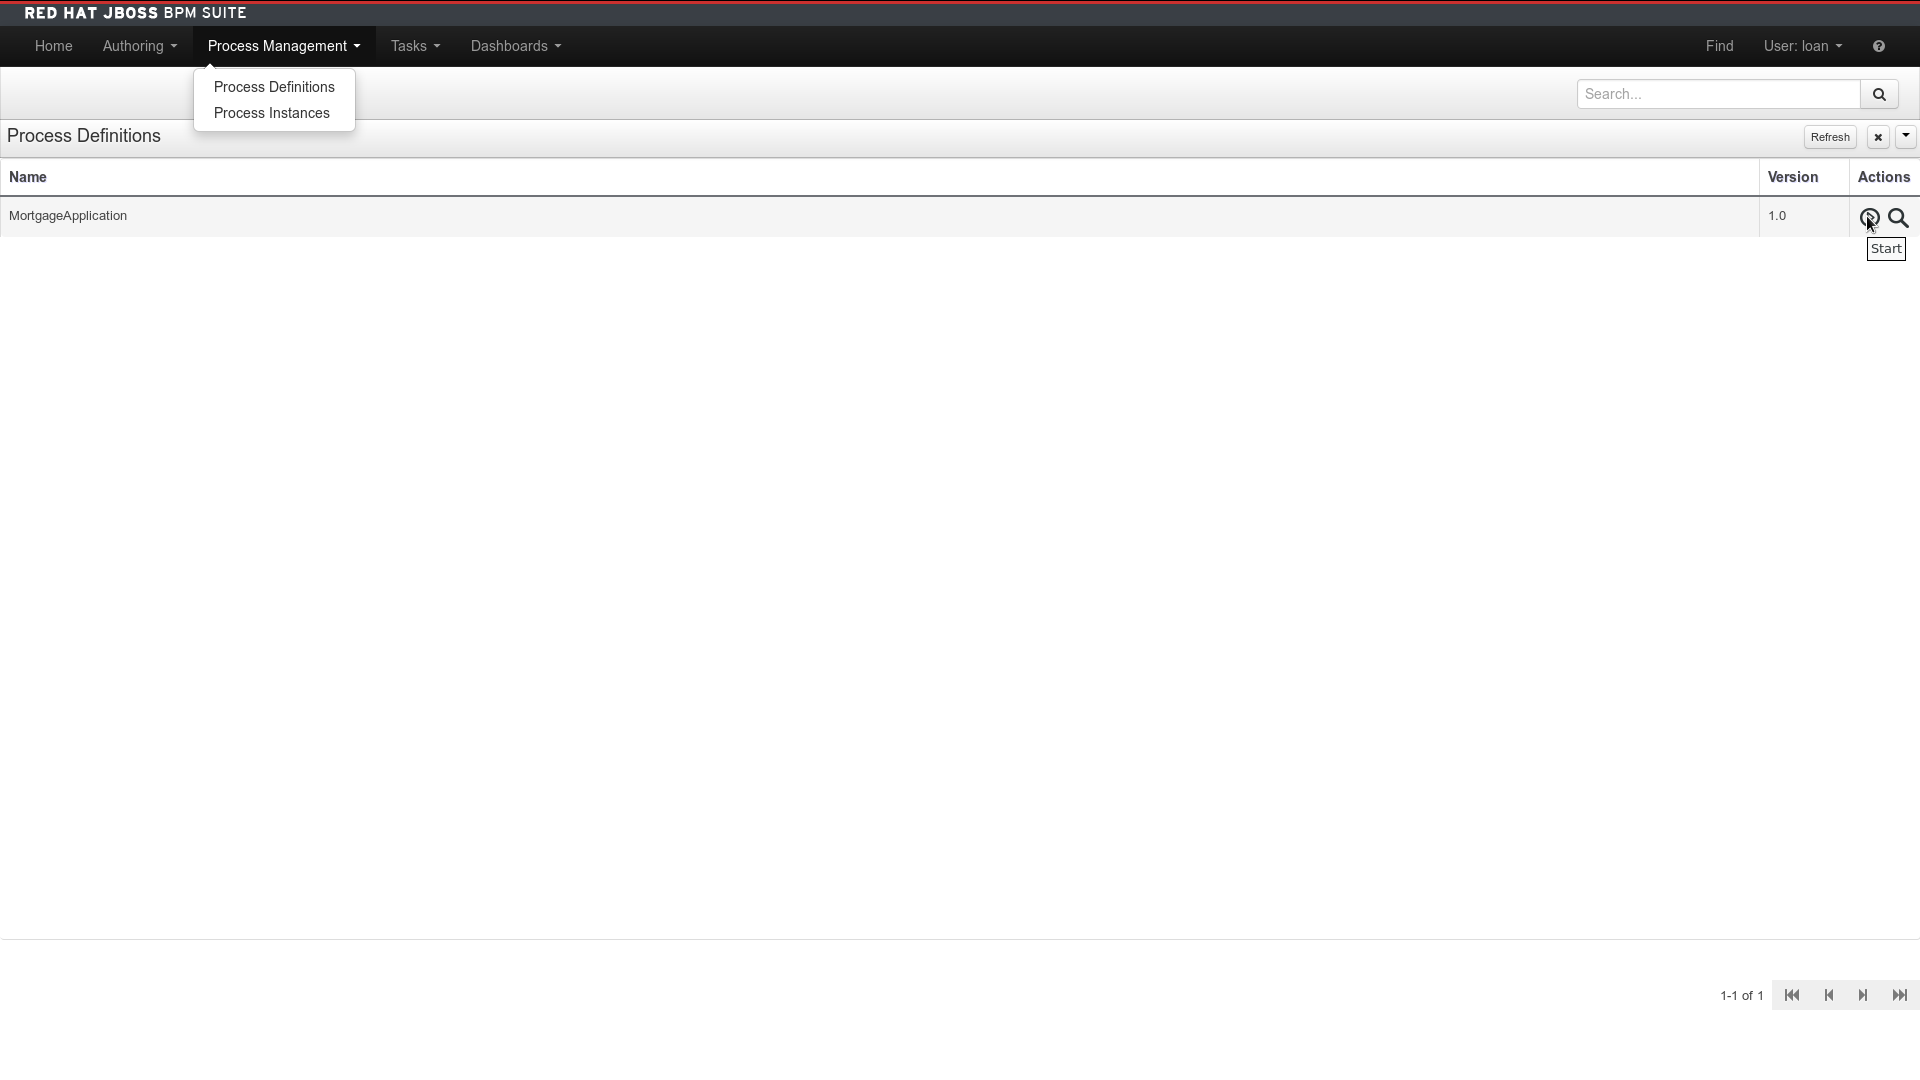 RED HAT JBOSS BPM SUITE
Home Authoring Process Management Tasks Dashboards Find User: loan
Process Definitions
Process Instances
Search...
Process Definitions Refresh
Name Version Actions
MortgageApplication 1.0
Start
1-1 of 1